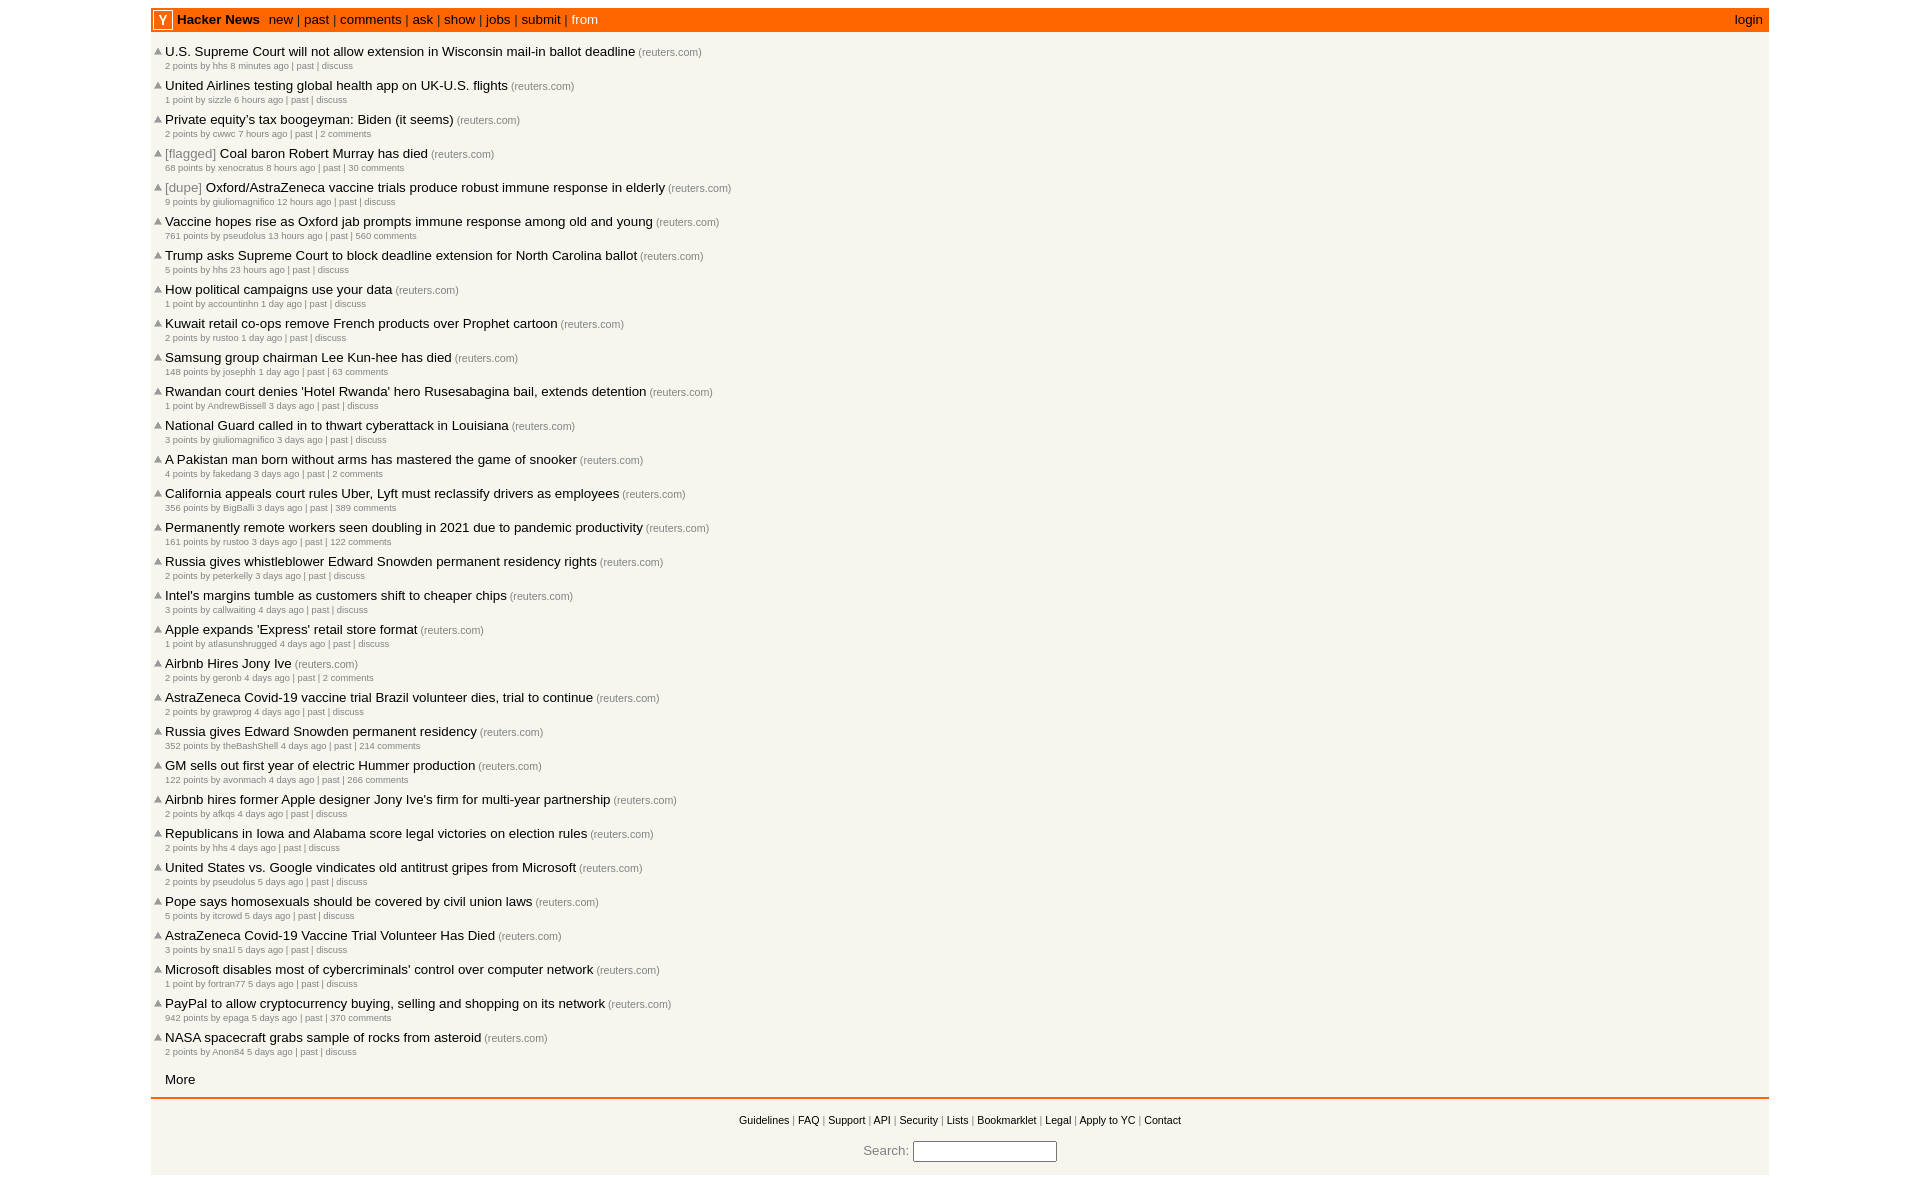 Y Hacker News new | past | comments | ask | show | jobs | submit | from login
U.S. Supreme Court will not allow extension in Wisconsin mail-in ballot deadline (reuters.com)
2 points by hhs 8 minutes ago | past | discuss
United Airlines testing global health app on UK-U.S. flights (reuters.com)
1 point by sizzle 6 hours ago | past | discuss
Private equity’s tax boogeyman: Biden (it seems) (reuters.com)
2 points by cwwc 7 hours ago | past | 2 comments
[flagged] Coal baron Robert Murray has died (reuters.com)
68 points by xenocratus 8 hours ago | past | 30 comments
[dupe] Oxford/AstraZeneca vaccine trials produce robust immune response in elderly (reuters.com)
9 points by giuliomagnifico 12 hours ago | past | discuss
Vaccine hopes rise as Oxford jab prompts immune response among old and young (reuters.com)
761 points by pseudolus 13 hours ago | past | 560 comments
Trump asks Supreme Court to block deadline extension for North Carolina ballot (reuters.com)
5 points by hhs 23 hours ago | past | discuss
How political campaigns use your data (reuters.com)
1 point by accountinhn 1 day ago | past | discuss
Kuwait retail co-ops remove French products over Prophet cartoon (reuters.com)
2 points by rustoo 1 day ago | past | discuss
Samsung group chairman Lee Kun-hee has died (reuters.com)
148 points by josephh 1 day ago | past | 63 comments
Rwandan court denies 'Hotel Rwanda' hero Rusesabagina bail, extends detention (reuters.com)
1 point by AndrewBissell 3 days ago | past | discuss
National Guard called in to thwart cyberattack in Louisiana (reuters.com)
3 points by giuliomagnifico 3 days ago | past | discuss
A Pakistan man born without arms has mastered the game of snooker (reuters.com)
4 points by fakedang 3 days ago | past | 2 comments
California appeals court rules Uber, Lyft must reclassify drivers as employees (reuters.com)
356 points by BigBalli 3 days ago | past | 389 comments
Permanently remote workers seen doubling in 2021 due to pandemic productivity (reuters.com)
161 points by rustoo 3 days ago | past | 122 comments
Russia gives whistleblower Edward Snowden permanent residency rights (reuters.com)
2 points by peterkelly 3 days ago | past | discuss
Intel's margins tumble as customers shift to cheaper chips (reuters.com)
3 points by callwaiting 4 days ago | past | discuss
Apple expands 'Express' retail store format (reuters.com)
1 point by atlasunshrugged 4 days ago | past | discuss
Airbnb Hires Jony Ive (reuters.com)
2 points by geronb 4 days ago | past | 2 comments
AstraZeneca Covid-19 vaccine trial Brazil volunteer dies, trial to continue (reuters.com)
2 points by grawprog 4 days ago | past | discuss
Russia gives Edward Snowden permanent residency (reuters.com)
352 points by theBashShell 4 days ago | past | 214 comments
GM sells out first year of electric Hummer production (reuters.com)
122 points by avonmach 4 days ago | past | 266 comments
Airbnb hires former Apple designer Jony Ive's firm for multi-year partnership (reuters.com)
2 points by afkqs 4 days ago | past | discuss
Republicans in Iowa and Alabama score legal victories on election rules (reuters.com)
2 points by hhs 4 days ago | past | discuss
United States vs. Google vindicates old antitrust gripes from Microsoft (reuters.com)
2 points by pseudolus 5 days ago | past | discuss
Pope says homosexuals should be covered by civil union laws (reuters.com)
5 points by itcrowd 5 days ago | past | discuss
AstraZeneca Covid-19 Vaccine Trial Volunteer Has Died (reuters.com)
3 points by sna1l 5 days ago | past | discuss
Microsoft disables most of cybercriminals' control over computer network (reuters.com)
1 point by fortran77 5 days ago | past | discuss
PayPal to allow cryptocurrency buying, selling and shopping on its network (reuters.com)
942 points by epaga 5 days ago | past | 370 comments
NASA spacecraft grabs sample of rocks from asteroid (reuters.com)
2 points by Anon84 5 days ago | past | discuss
More
Guidelines | FAQ | Support | API | Security | Lists | Bookmarklet | Legal | Apply to YC | Contact
Search: